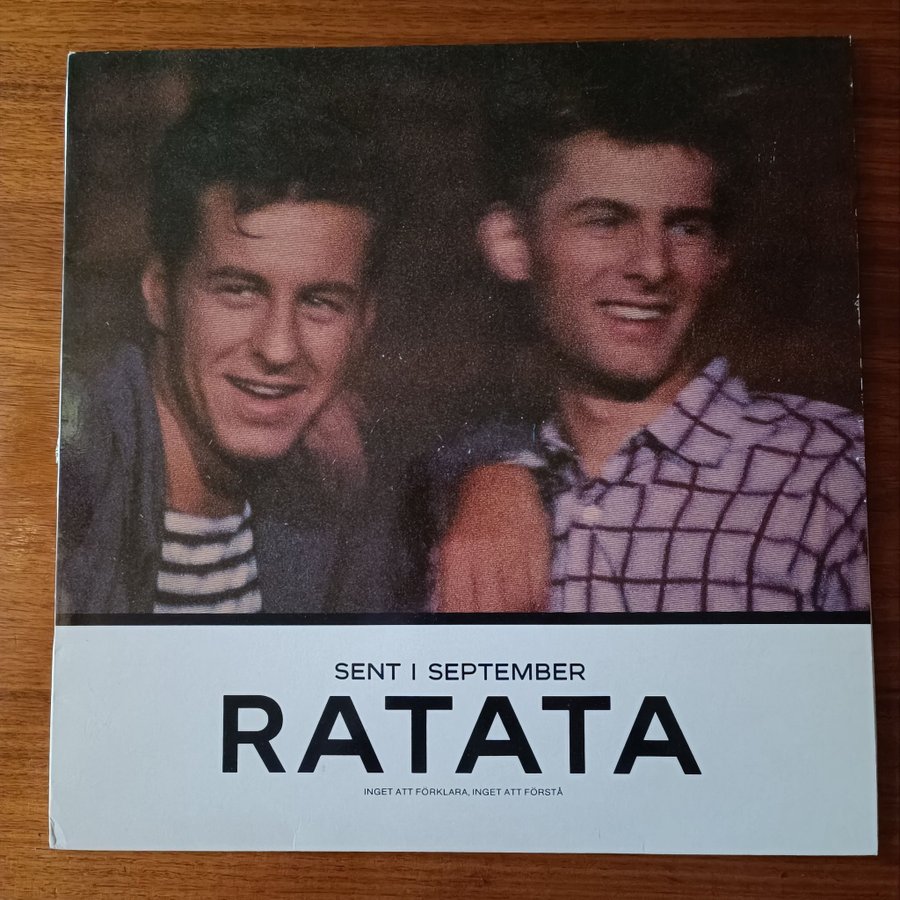 SENT I SEPTEMBER
RATATA
INGET ATT FÖRKLARA, INGET ATT FÖRSTÅ